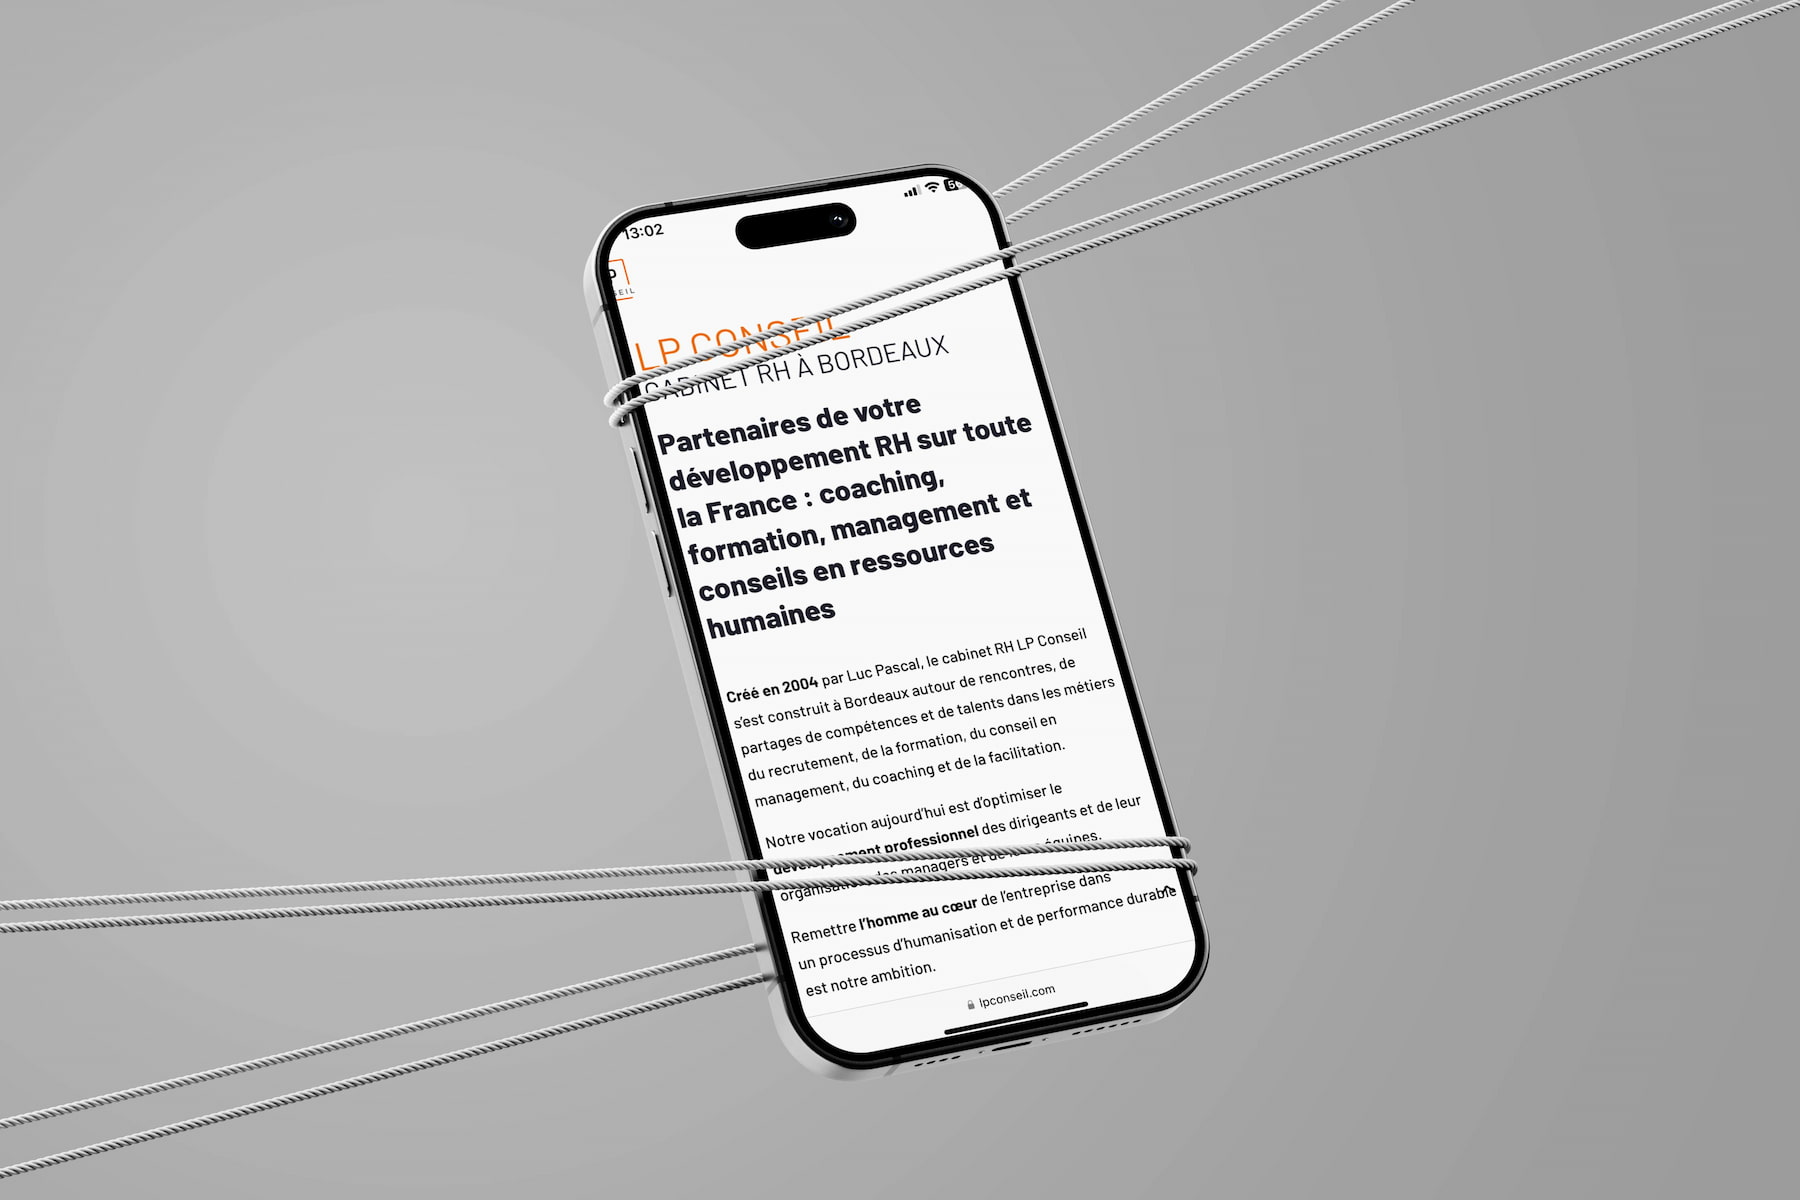 13:02
SEIL
LP CONSEIL
CABINET RH À BORDEAUX
Partenaires de votre
développement RH sur toute
la France : coaching,
formation, management et
conseils en ressources
humaines
Créé en 2004 par Luc Pascal, le cabinet RH LP Conseil
s'est construit à Bordeaux autour de rencontres, de
partages de compétences et de talents dans les métiers
du recrutement, de la formation, du conseil en
management, du coaching et de la facilitation.
Notre vocation aujourd'hui est d'optimiser le
développement professionnel des dirigeants et de leur
organisation, des managers et de leurs équipes.
Remettre l'homme au cœur de l'entreprise dans
un processus d'humanisation et de performance durable
est notre ambition.
lpconseil.com